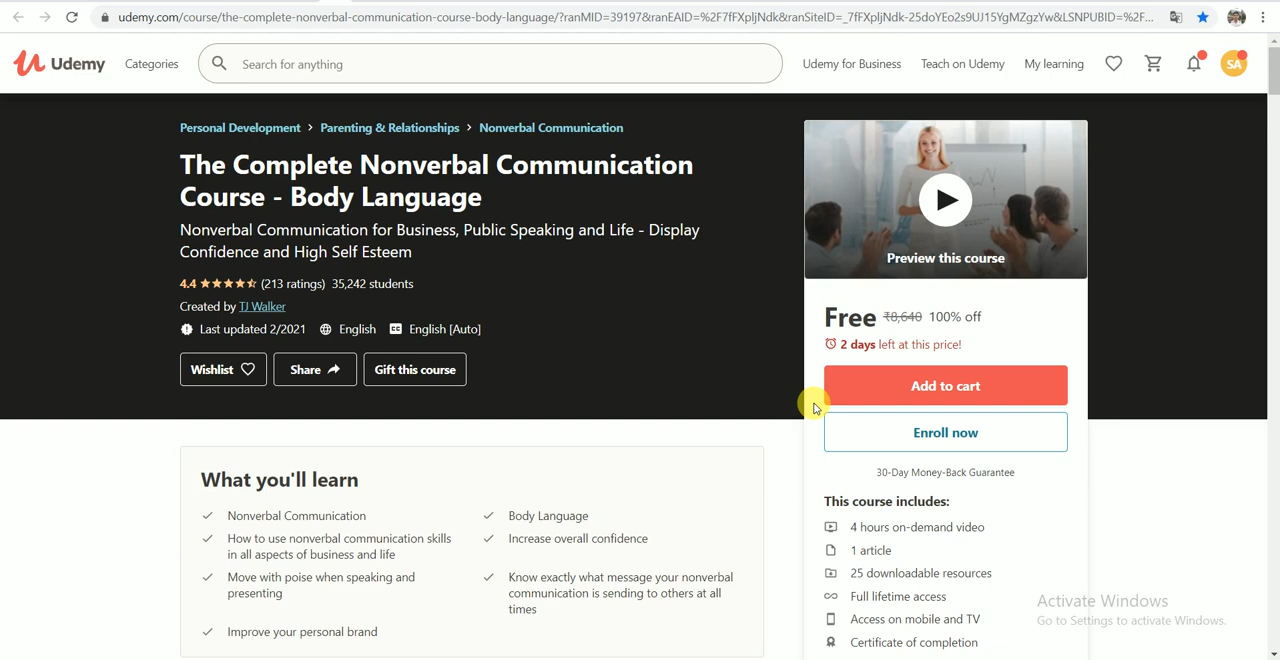 udemy.com/course/the-complete-nonverbal-communication-course-body-language/?ranMID=39197&ranEAID=%2F7fFXpljNdk&ranSiteID=_7fFXpljNdk-25doYEo2s9UJ15YgMZgzYw&LSNPUBID=%2F...
Udemy
Categories
Search for anything
Udemy for Business
Teach on Udemy
My learning
SA
Personal Development > Parenting & Relationships > Nonverbal Communication
The Complete Nonverbal Communication
Course - Body Language
Nonverbal Communication for Business, Public Speaking and Life - Display
Confidence and High Self Esteem
4.4 (213 ratings) 35,242 students
Created by TJ Walker
Last updated 2/2021 English CC English [Auto]
Wishlist
Share
Gift this course
Preview this course
Free ₹8,640 100% off
2 days left at this price!
Add to cart
Enroll now
30-Day Money-Back Guarantee
This course includes:
4 hours on-demand video
1 article
25 downloadable resources
Full lifetime access
Access on mobile and TV
Certificate of completion
What you'll learn
Nonverbal Communication
How to use nonverbal communication skills
in all aspects of business and life
Move with poise when speaking and
presenting
Improve your personal brand
Body Language
Increase overall confidence
Know exactly what message your nonverbal
communication is sending to others at all
times
Activate Windows
Go to Settings to activate Windows.